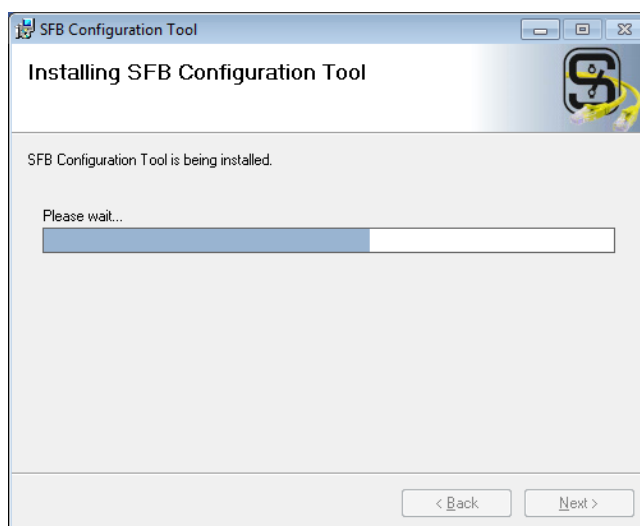 SFB Configuration Tool
Installing SFB Configuration Tool
SFB Configuration Tool is being installed.
Please wait...
< Back
Next >